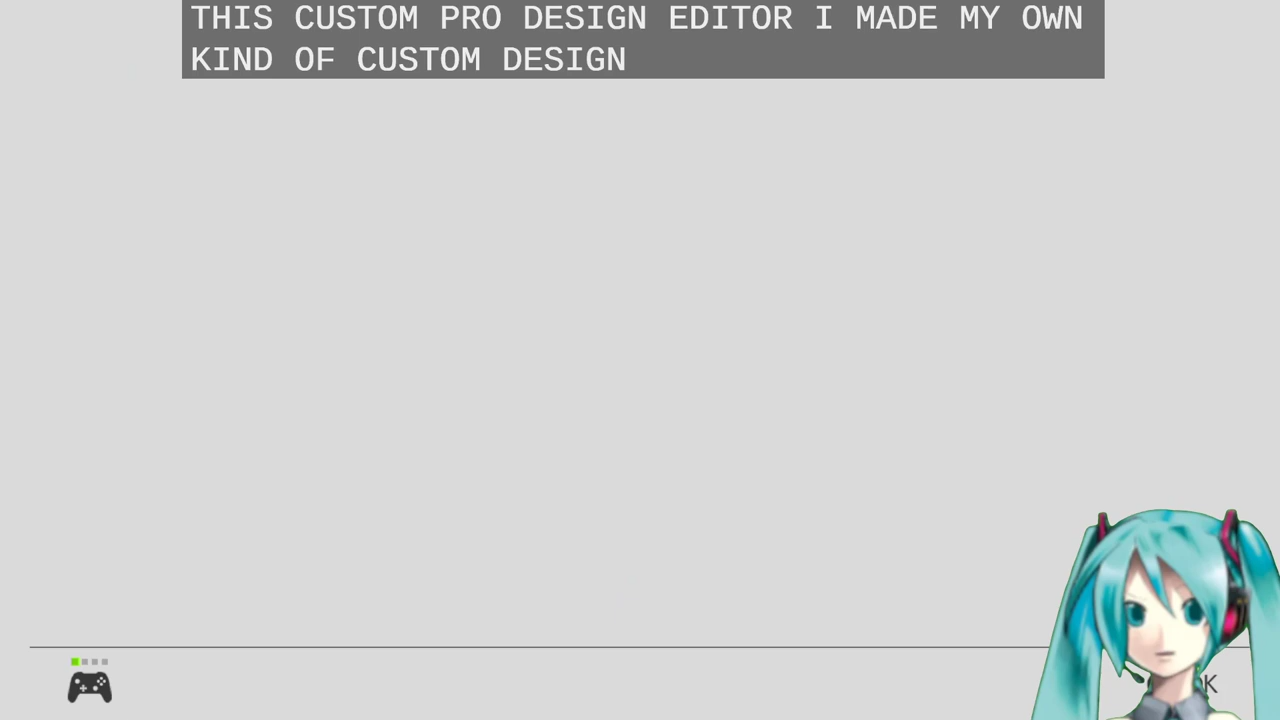 THIS CUSTOM PRO DESIGN EDITOR I MADE MY OWN
KIND OF CUSTOM DESIGN
K